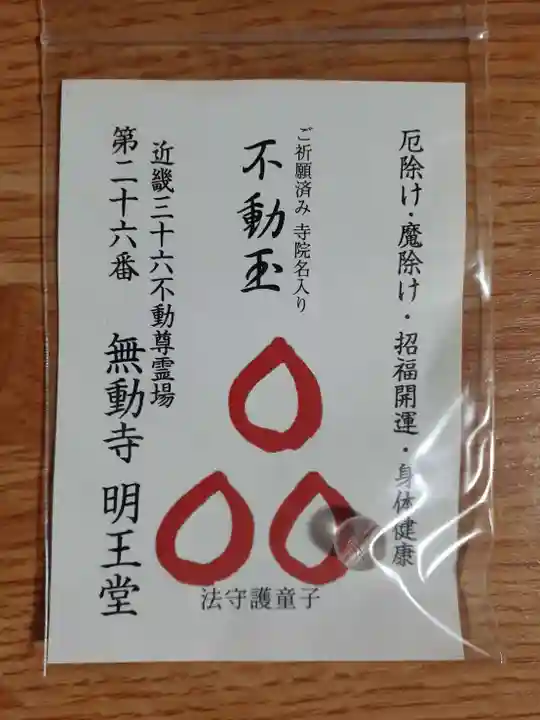 厄除け・魔除け・招福開運・身体健康
ご祈願済み 寺院名入り
不動玉
近畿三十六不動尊霊場
第二十六番 無動寺 明王堂
法守護童子